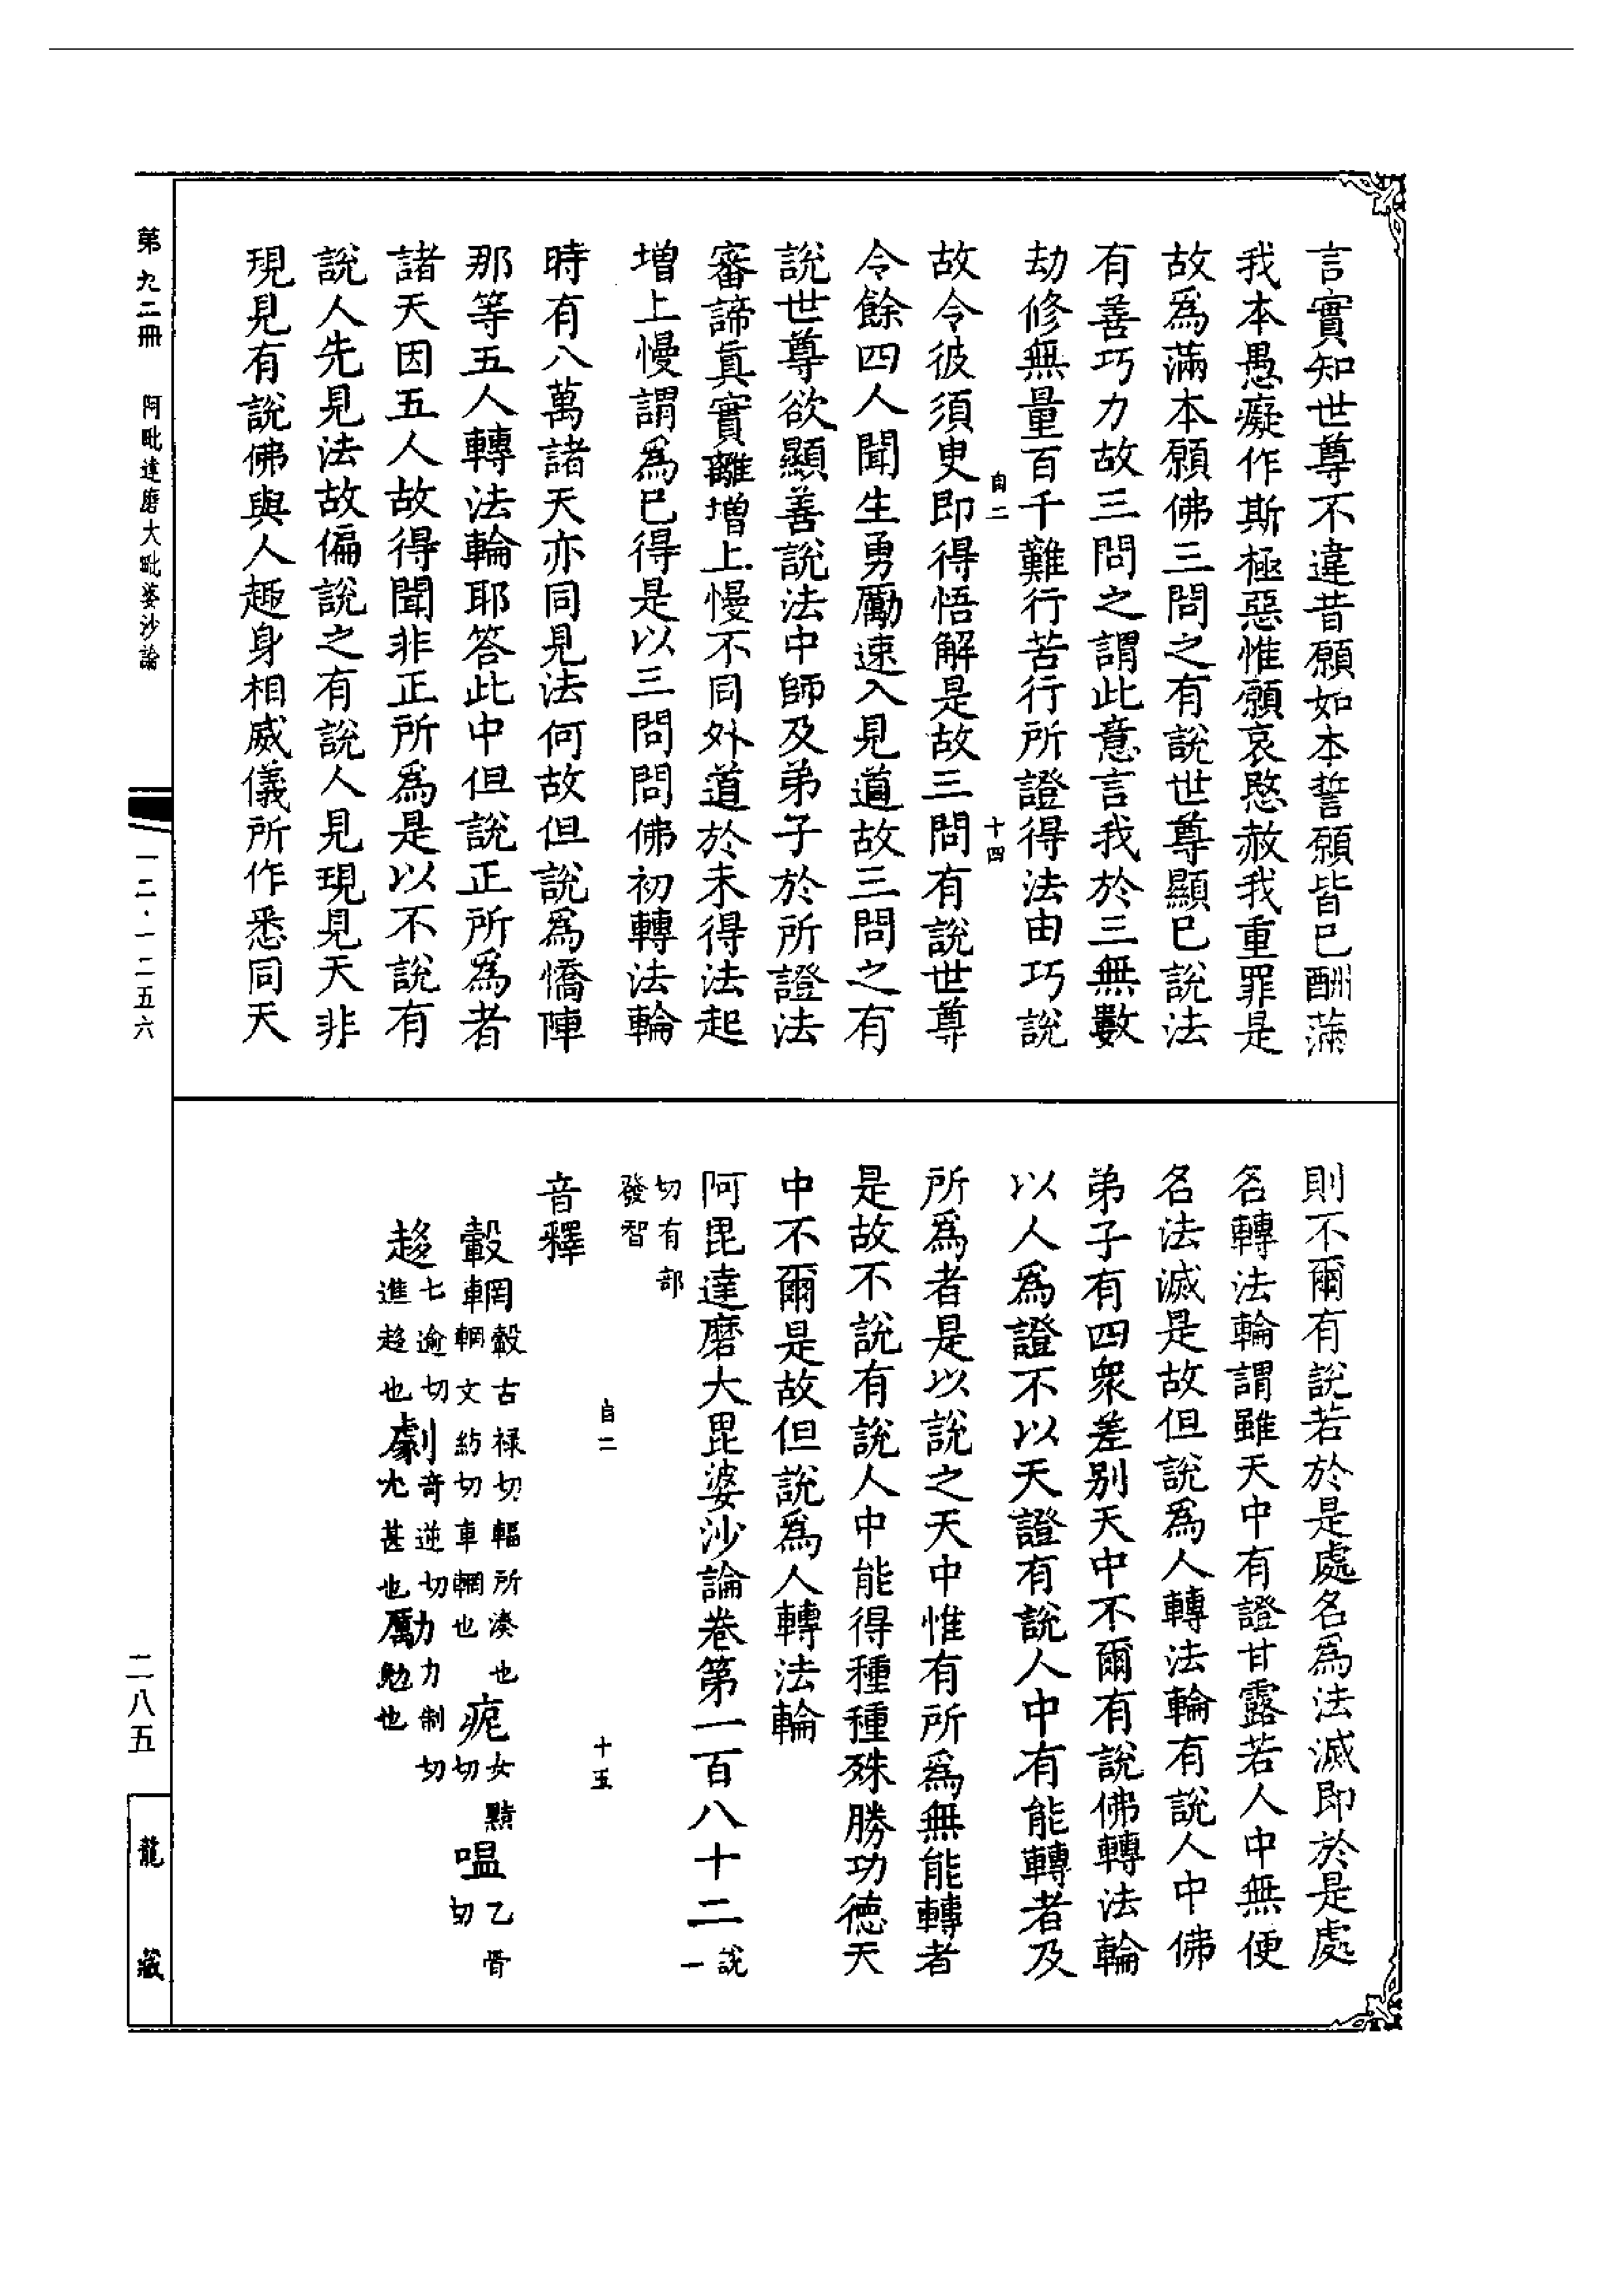 言實知世尊不違昔願如本誓願皆已酬滿
我本愚癡作斯極惡惟願哀愍赦我重罪是
故爲滿本願佛三問之有說世尊顯已說法
有善巧力故三問之謂此意言我於三無數
劫修無量百千難行苦行所證得法由巧說
自二
十四
故令彼須臾即得悟解是故三問有說世尊
令餘四人聞生勇勵速入見道故三問之有
說世尊欲顯善說法中師及弟子於所證法
審諦真實離增上慢不同外道於未得法起
增上慢謂爲已得是以三問問佛初轉法輪
時有八萬諸天亦同見法何故但說爲憍陳
那等五人轉法輪耶答此中但說正所爲者
諸天因五人故得聞非正所爲是以不說有
說人先見法故偏說之有說人見現見天非
現見有說佛與人趣身相威儀所作悉同天
則不爾有說若於是處名爲法滅即於是處
名轉法輪謂雖天中有證甘露若人中無便
名法滅是故但說爲人轉法輪有說人中佛
弟子有四衆差别天中不爾有說佛轉法輪
以人爲證不以天證有說人中有能轉者及
所爲者是以說之天中惟有所爲無能轉者
是故不說有說人中能得種種殊勝功德天
中不爾是故但說爲人轉法輪
阿毘達磨大毘婆沙論卷第一百八十二說一
切有部
發智
自二
十五
音釋
轂輞轂古禄切輻所湊也
車輞文紡切車輞也
痆女黠切
嗢乙骨切
趍七逾切
進趍也
劇奇逆切
尤甚也
勵力制切
勉也
第九二冊 阿毗達磨大毗婆沙論
一二·一二五六
二八五
龍藏